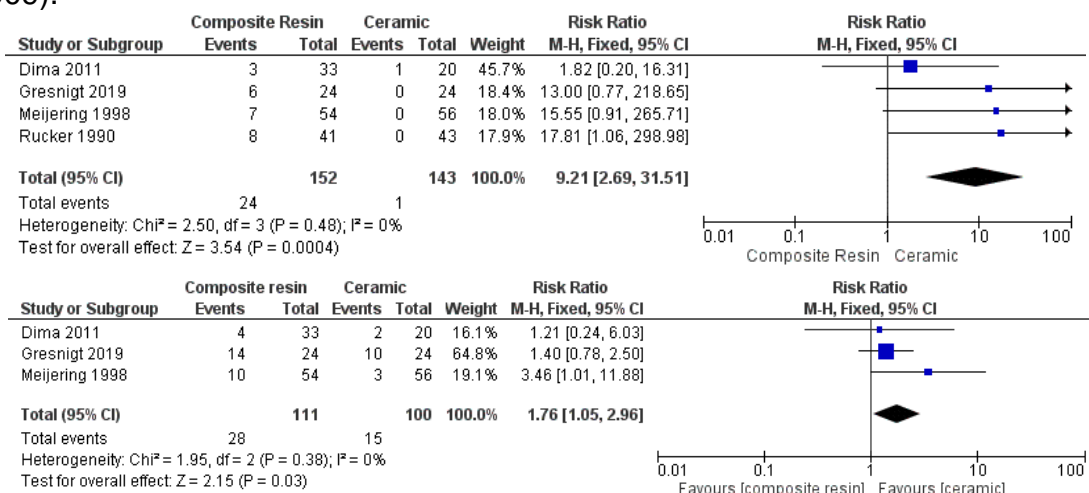 Composite Resin Ceramic Risk Ratio Risk Ratio
Study or Subgroup Events Total Events Total Weight M-H, Fixed, 95% CI M-H, Fixed, 95% CI
Dima 2011 3 33 1 20 45.7% 1.82 [0.20, 16.31]
Gresnigt 2019 6 24 0 24 18.4% 13.00 [0.77, 218.65]
Meijering 1998 7 54 0 56 18.0% 15.55 [0.91, 265.71]
Rucker 1990 8 41 0 43 17.9% 17.81 [1.06, 298.98]
Total (95% CI) 152 143 100.0% 9.21 [2.69, 31.51]
Total events 24 1
Heterogeneity: Chi² = 2.50, df = 3 (P = 0.48); I² = 0%
Test for overall effect: Z = 3.54 (P = 0.0004)
0.01 0.1 1 10 100
Composite Resin Ceramic
Composite resin Ceramic Risk Ratio Risk Ratio
Study or Subgroup Events Total Events Total Weight M-H, Fixed, 95% CI M-H, Fixed, 95% CI
Dima 2011 4 33 2 20 16.1% 1.21 [0.24, 6.03]
Gresnigt 2019 14 24 10 24 64.8% 1.40 [0.78, 2.50]
Meijering 1998 10 54 3 56 19.1% 3.46 [1.01, 11.88]
Total (95% CI) 111 100 100.0% 1.76 [1.05, 2.96]
Total events 28 15
Heterogeneity: Chi² = 1.95, df = 2 (P = 0.38); I² = 0%
Test for overall effect: Z = 2.15 (P = 0.03)
0.01 0.1 1 10 100
Favours [composite resin] Favours [ceramic]